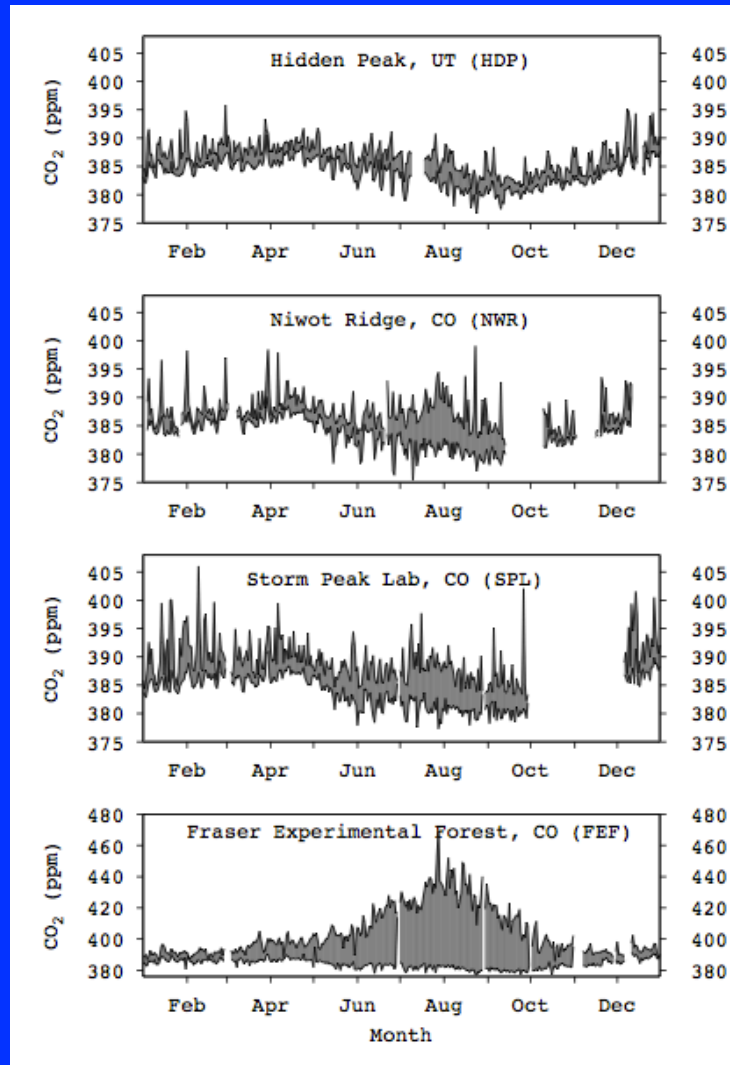 Hidden Peak, UT (HDP)
CO2 (ppm)
405 405
400 400
395 395
390 390
385 385
380 380
375 375
Feb Apr Jun Aug Oct Dec
Niwot Ridge, CO (NWR)
CO2 (ppm)
405 405
400 400
395 395
390 390
385 385
380 380
375 375
Feb Apr Jun Aug Oct Dec
Storm Peak Lab, CO (SPL)
CO2 (ppm)
405 405
400 400
395 395
390 390
385 385
380 380
375 375
Feb Apr Jun Aug Oct Dec
Fraser Experimental Forest, CO (FEF)
CO2 (ppm)
480 480
460 460
440 440
420 420
400 400
380 380
Feb Apr Jun Aug Oct Dec
Month